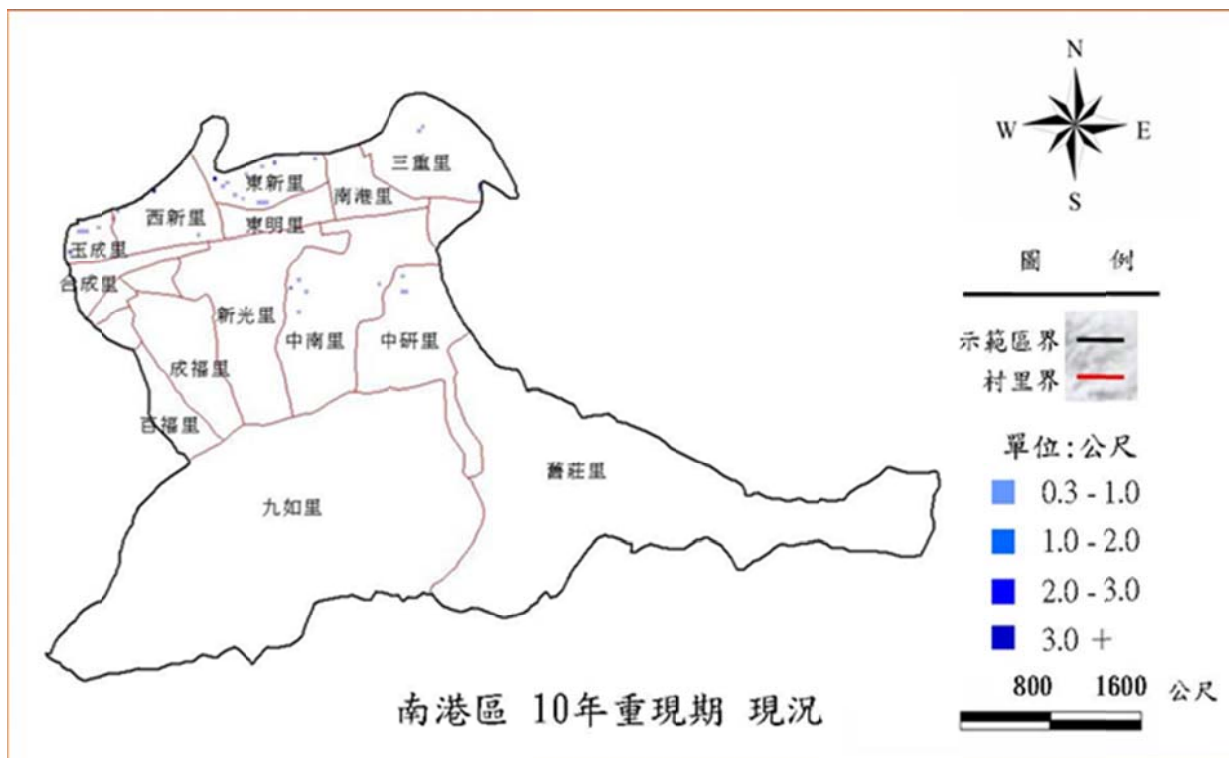 N
W E
S
三重里
東新里
南港里
西新里
東明里
玉成里
台成里
新光里
中南里
中研里
成福里
百福里
舊莊里
九如里
圖 例
示範區界
村里界
單位:公尺
0.3 - 1.0
1.0 - 2.0
2.0 - 3.0
3.0 +
800 1600 公尺
南港區 10年重現期 現況